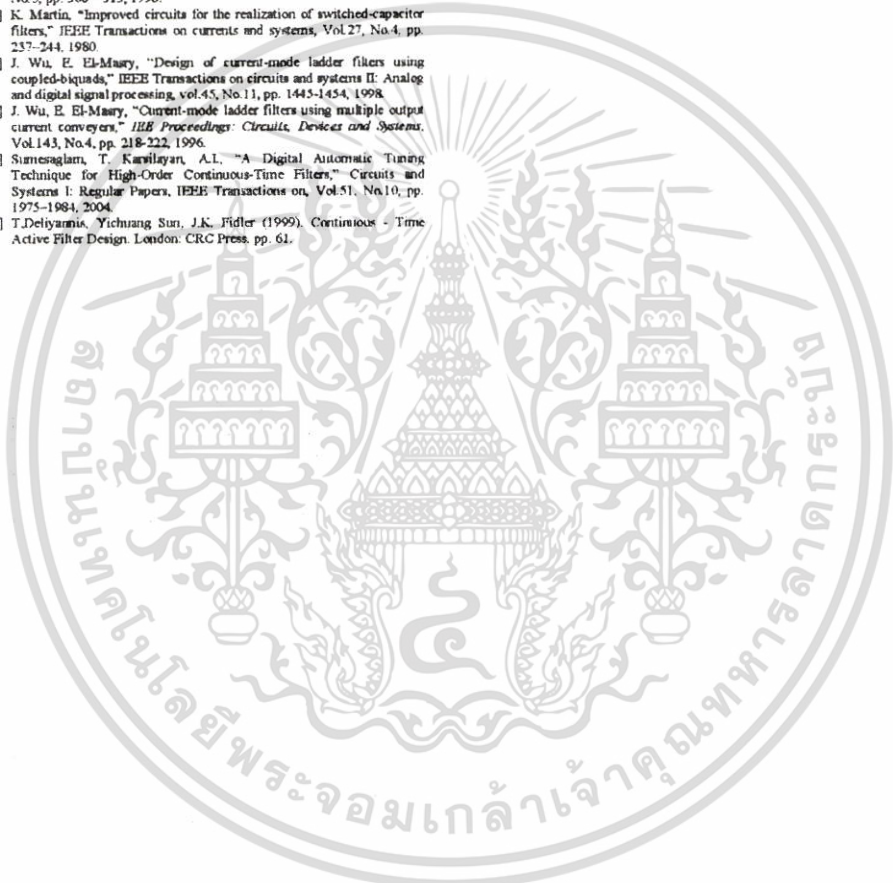 No.5, pp.
] K. Martin, "Improved circuits for the realization of switched-capacitor
filters," IEEE Transactions on currents and systems, Vol.27, No.4, pp.
237–244, 1980.
] J. Wu, E. El-Masry, "Design of current-mode ladder filters using
coupled-biquads," IEEE Transactions on circuits and systems II: Analog
and digital signal processing, vol.45, No.11, pp. 1445-1454, 1998.
] J. Wu, E. El-Masry, "Current-mode ladder filters using multiple output
current conveyers," IEE Proceedings: Circuits, Devices and Systems,
Vol.143, No.4, pp. 218-222, 1996.
] Sumesaglam, T. Karsilayan, A.I., "A Digital Automatic Tuning
Technique for High-Order Continuous-Time Filters," Circuits and
Systems I: Regular Papers, IEEE Transactions on, Vol.51, No.10, pp.
1975–1984, 2004.
] T.Deliyannis, Yichuang Sun, J.K. Fidler (1999). Continuous - Time
Active Filter Design. London: CRC Press. pp. 61.
สถาบันเทคโนโลยีพระจอมเกล้าเจ้าคุณทหารลาดกระบัง